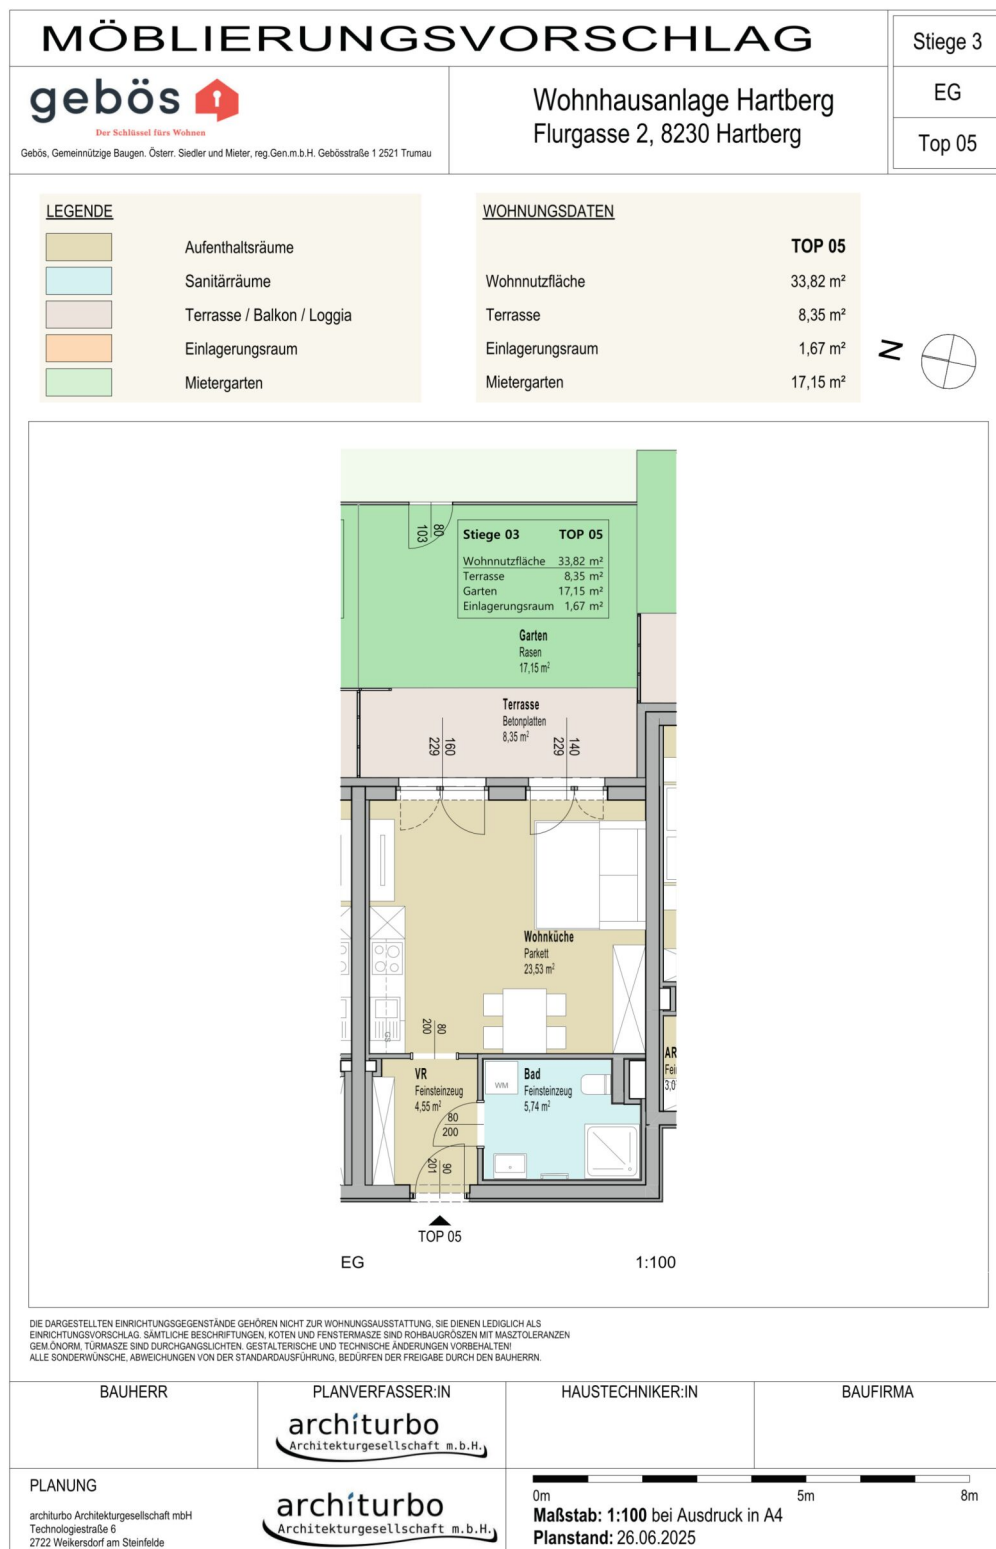 MÖBLIERUNGSVORSCHLAG
Stiege 3
EG
Top 05
gebös
Der Schlüssel fürs Wohnen
Gebös, Gemeinnützige Baugen. Österr. Siedler und Mieter, reg.Gen.m.b.H. Gebösstraße 1 2521 Trumau
Wohnhausanlage Hartberg
Flurgasse 2, 8230 Hartberg
LEGENDE
Aufenthaltsräume
Sanitärräume
Terrasse / Balkon / Loggia
Einlagerungsraum
Mietergarten
WOHNUNGSDATEN
TOP 05
Wohnnutzfläche 33,82 m²
Terrasse 8,35 m²
Einlagerungsraum 1,67 m²
Mietergarten 17,15 m²
N
80
103
Stiege 03 TOP 05
Wohnnutzfläche 33,82 m²
Terrasse 8,35 m²
Garten 17,15 m²
Einlagerungsraum 1,67 m²
Garten
Rasen
17,15 m²
Terrasse
Betonplatten
8,35 m²
160
229
140
229
Wohnküche
Parkett
23,53 m²
GS
80
200
VR
Feinsteinzeug
4,55 m²
WM
Bad
Feinsteinzeug
5,74 m²
AR
Fei
3,0
80
200
90
201
TOP 05
EG
1:100
DIE DARGESTELLTEN EINRICHTUNGSGEGENSTÄNDE GEHÖREN NICHT ZUR WOHNUNGSAUSSTATTUNG, SIE DIENEN LEDIGLICH ALS
EINRICHTUNGSVORSCHLAG. SÄMTLICHE BESCHRIFTUNGEN, KOTEN UND FENSTERMASZE SIND ROHBAUGRÖSZEN MIT MASZTOLERANZEN
GEM.ÖNORM, TÜRMASZE SIND DURCHGANGSLICHTEN. GESTALTERISCHE UND TECHNISCHE ÄNDERUNGEN VORBEHALTEN!
ALLE SONDERWÜNSCHE, ABWEICHUNGEN VON DER STANDARDAUSFÜHRUNG, BEDÜRFEN DER FREIGABE DURCH DEN BAUHERRN.
BAUHERR
PLANVERFASSER:IN
HAUSTECHNIKER:IN
BAUFIRMA
architurbo
Architekturgesellschaft m.b.H.
PLANUNG
architurbo Architekturgesellschaft mbH
Technologiestraße 6
2722 Weikersdorf am Steinfelde
architurbo
Architekturgesellschaft m.b.H.
0m 5m 8m
Maßstab: 1:100 bei Ausdruck in A4
Planstand: 26.06.2025